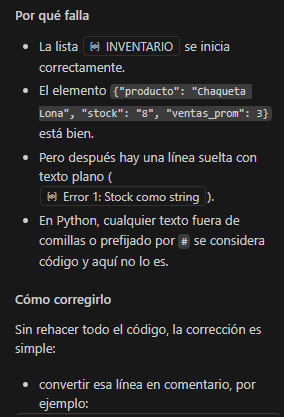 Por qué falla
La lista INVENTARIO se inicia
correctamente.
El elemento {"producto": "Chaqueta
Lona", "stock": "8", "ventas_prom": 3}
está bien.
Pero después hay una línea suelta con
texto plano (
Error 1: Stock como string ).
En Python, cualquier texto fuera de
comillas o prefijado por # se considera
código y aquí no lo es.
Cómo corregirlo
Sin rehacer todo el código, la corrección es
simple:
convertir esa línea en comentario, por
ejemplo: